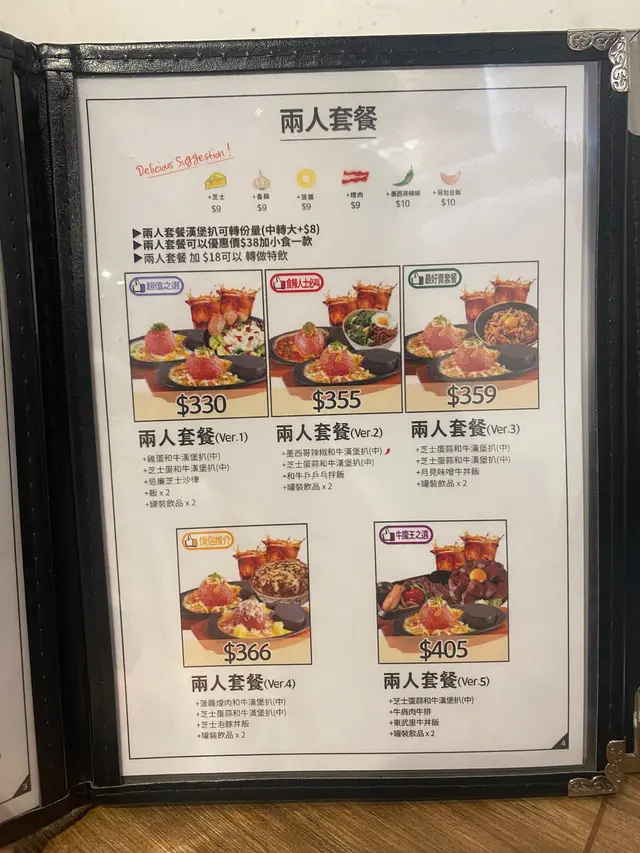 兩人套餐
Delicious Suggestion!
+芝士 +香蒜 +菠蘿 +煙肉 +墨西哥辣椒 +另加白飯
$9 $9 $9 $9 $10 $10
▶兩人套餐漢堡扒可轉份量(中轉大+$8)
▶兩人套餐可以優惠價$38加小食一款
▶兩人套餐 加 $18可以 轉做特飲
超值之選 食辣人士必叫 最好賣套餐
$330 $355 $359
兩人套餐(Ver.1)
+雞蛋和牛漢堡扒(中)
+芝士蛋和牛漢堡扒(中)
+忌廉芝士沙律
+飯 x 2
+罐裝飲品 x 2
兩人套餐(Ver.2)
+墨西哥辣椒和牛漢堡扒(中)
+芝士蛋蒜和牛漢堡扒(中)
+和牛乒乒乓拌飯
+罐裝飲品 x 2
兩人套餐(Ver.3)
+芝士蛋蒜和牛漢堡扒(中)
+芝士蛋蒜和牛漢堡扒(中)
+月見味噌牛丼飯
+罐裝飲品 x 2
情侶推介 牛魔王之選
$366 $405
兩人套餐(Ver.4)
+菠蘿煙肉和牛漢堡扒(中)
+芝士蛋蒜和牛漢堡扒(中)
+芝士泡豚丼飯
+罐裝飲品 x 2
兩人套餐(Ver.5)
+芝士蛋蒜和牛漢堡扒(中)
+牛肩肉牛排
+東武里牛丼飯
+罐裝飲品 x 2
3
4